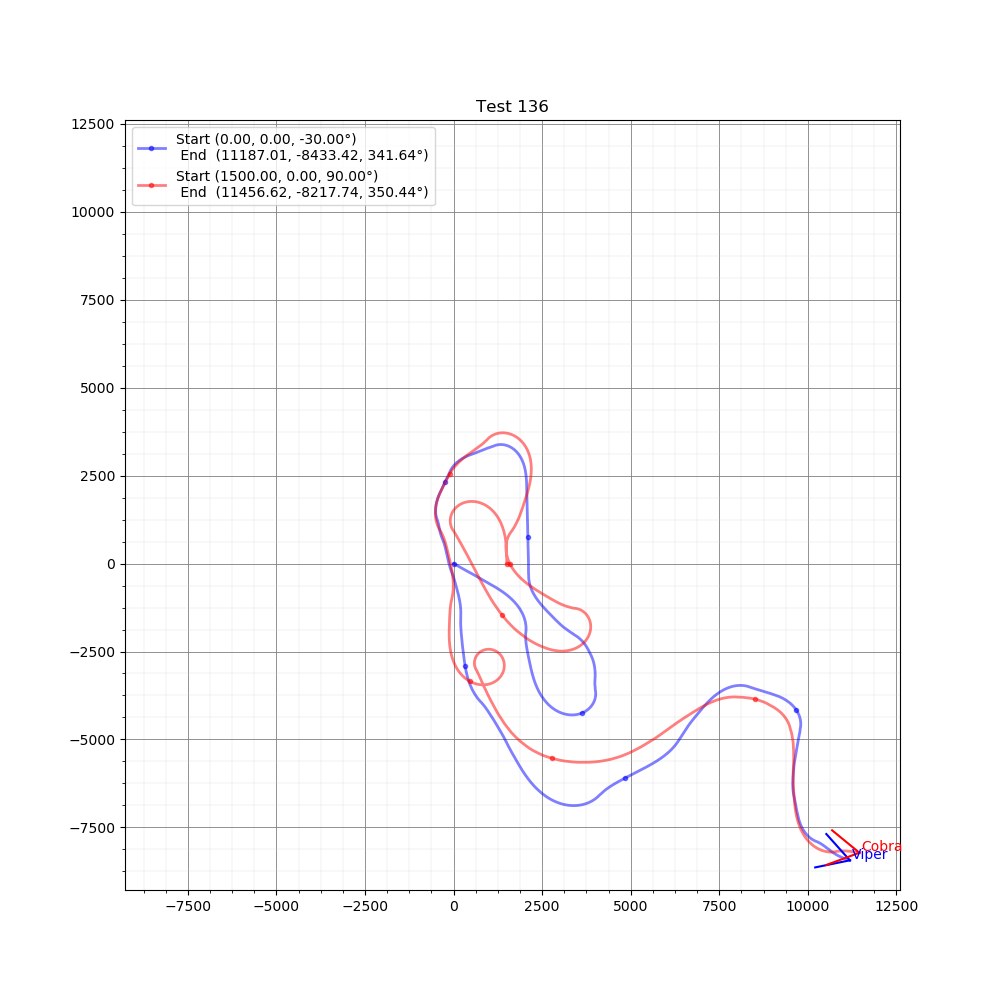 Test 136
Start (0.00, 0.00, -30.00°)
End  (11187.01, -8433.42, 341.64°)
Start (1500.00, 0.00, 90.00°)
End  (11456.62, -8217.74, 350.44°)
12500
10000
7500
5000
2500
0
−2500
−5000
−7500
Cobra
Viper
−7500 −5000 −2500 0 2500 5000 7500 10000 12500